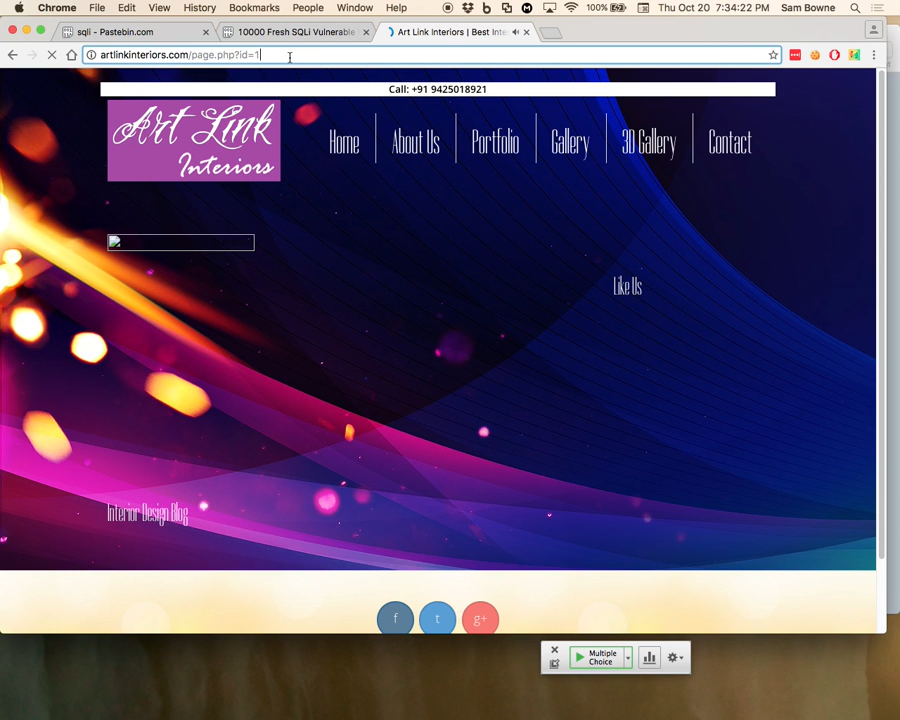 Chrome File Edit View History Bookmarks People Window Help 100% Thu Oct 20 7:34:22 PM Sam Bowne
sqli - Pastebin.com 10000 Fresh SQLi Vulnerable Art Link Interiors | Best Inte
artlinkinteriors.com/page.php?id=1
Call: +91 9425018921
Art Link
Interiors
Home About Us Portfolio Gallery 3D Gallery Contact
Like Us
Interior Design Blog
f t g+
Multiple
Choice